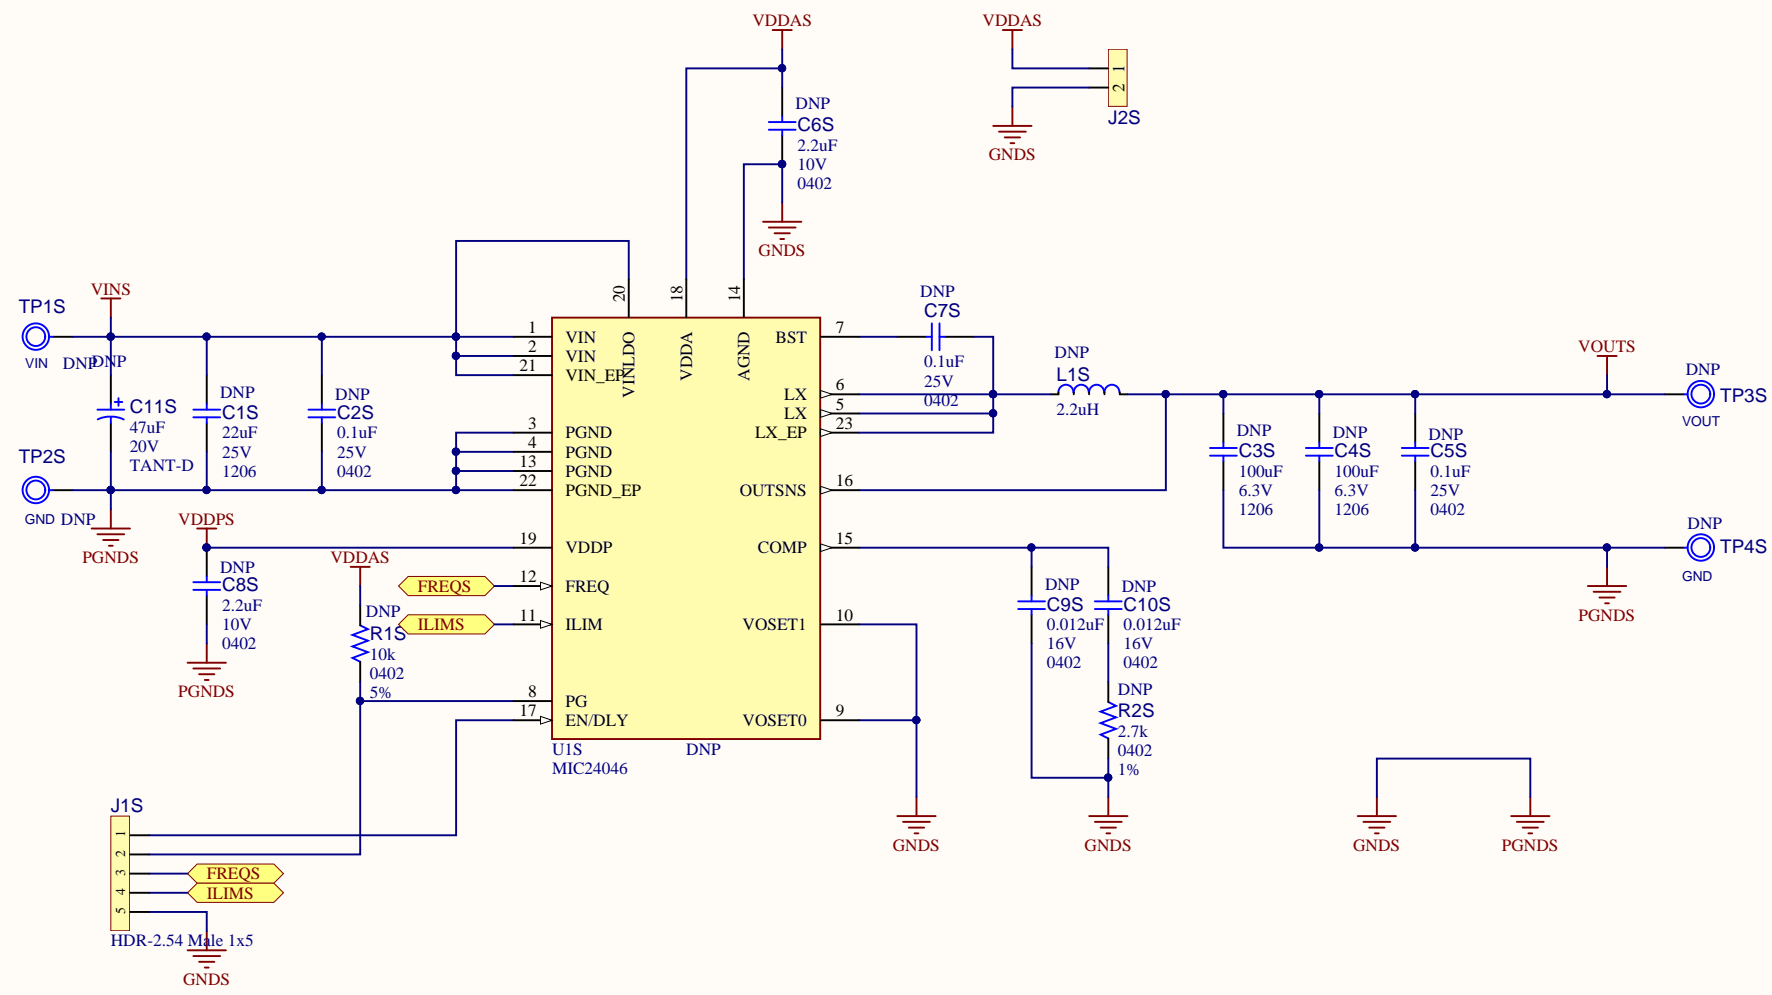 VDDAS
VDDAS
1
2
J2S
GNDS
DNP
C6S
2.2uF
10V
0402
GNDS
TP1S
VIN
DNP
VINS
DNP
C11S
47uF
20V
TANT-D
DNP
C1S
22uF
25V
1206
DNP
C2S
0.1uF
25V
0402
TP2S
GND DNP
PGNDS
VDDPS
DNP
C8S
2.2uF
10V
0402
PGNDS
VDDAS
DNP
R1S
10k
0402
5%
FREQS
ILIMS
20
18
14
VINLDO
VDDA
AGND
1 VIN
2 VIN
21 VIN_EP
3 PGND
4 PGND
13 PGND
22 PGND_EP
19 VDDP
12 FREQ
11 ILIM
8 PG
17 EN/DLY
BST 7
LX 6
LX 5
LX_EP 23
OUTSNS 16
COMP 15
VOSET1 10
VOSET0 9
U1S
MIC24046
DNP
DNP
C7S
0.1uF
25V
0402
DNP
L1S
2.2uH
DNP
C3S
100uF
6.3V
1206
DNP
C4S
100uF
6.3V
1206
DNP
C5S
0.1uF
25V
0402
VOUTS
DNP
TP3S
VOUT
DNP
TP4S
GND
PGNDS
DNP
C9S
0.012uF
16V
0402
DNP
C10S
0.012uF
16V
0402
DNP
R2S
2.7k
0402
1%
GNDS
GNDS
GNDS
PGNDS
J1S
1
2
3
4
5
FREQS
ILIMS
HDR-2.54 Male 1x5
GNDS